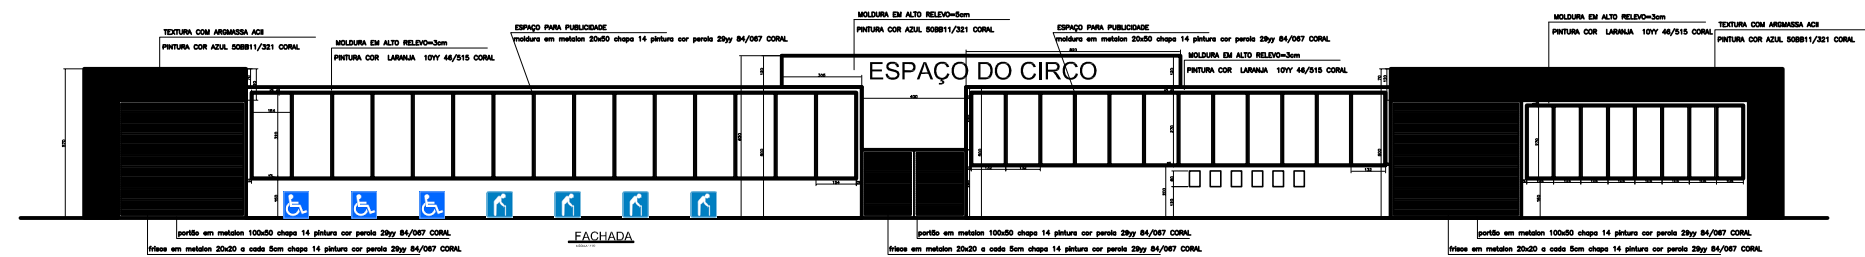 TEXTURA COM ARGMASSA ACII
PINTURA COR AZUL 50BB11/321 CORAL
MOLDURA EM ALTO RELEVO=3cm
PINTURA COR LARANJA 10YY 46/515 CORAL
ESPAÇO PARA PUBLICIDADE
moldura em metalon 20x50 chapa 14 pintura cor perola 29yy 84/067 CORAL
MOLDURA EM ALTO RELEVO=5cm
PINTURA COR AZUL 50BB11/321 CORAL
ESPAÇO PARA PUBLICIDADE
moldura em metalon 20x50 chapa 14 pintura cor perola 29yy 84/067 CORAL
MOLDURA EM ALTO RELEVO=3cm
PINTURA COR LARANJA 10YY 46/515 CORAL
MOLDURA EM ALTO RELEVO=3cm
PINTURA COR LARANJA 10YY 46/515 CORAL
TEXTURA COM ARGMASSA ACII
PINTURA COR AZUL 50BB11/321 CORAL
ESPAÇO DO CIRCO
portão em metalon 100x50 chapa 14 pintura cor perola 29yy 84/067 CORAL
frisos em metalon 20x20 a cada 5cm chapa 14 pintura cor perola 29yy 84/067 CORAL
FACHADA
portão em metalon 100x50 chapa 14 pintura cor perola 29yy 84/067 CORAL
frisos em metalon 20x20 a cada 5cm chapa 14 pintura cor perola 29yy 84/067 CORAL
portão em metalon 100x50 chapa 14 pintura cor perola 29yy 84/067 CORAL
frisos em metalon 20x20 a cada 5cm chapa 14 pintura cor perola 29yy 84/067 CORAL